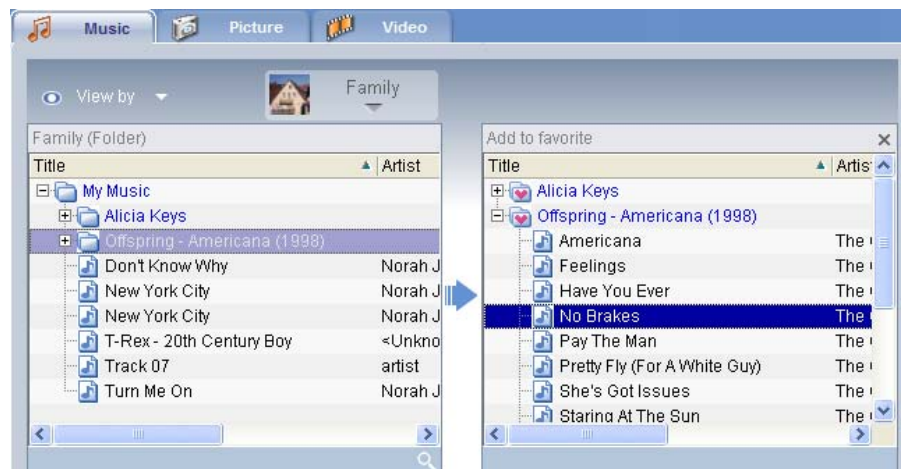 Music Picture Video
View by Family
Family (Folder)
Title Artist
My Music
Alicia Keys
Offspring - Americana (1998)
Don't Know Why Norah J
New York City Norah J
New York City Norah J
T-Rex - 20th Century Boy <Unkno
Track 07 artist
Turn Me On Norah J
Add to favorite
Title Artis
Alicia Keys
Offspring - Americana (1998)
Americana The
Feelings The
Have You Ever The
No Brakes The
Pay The Man The
Pretty Fly (For A White Guy) The
She's Got Issues The
Staring At The Sun The